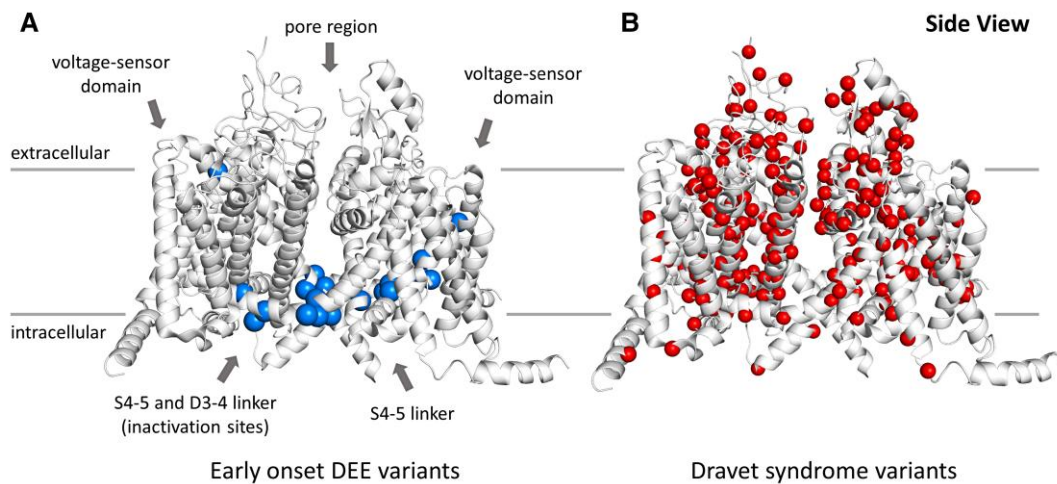 A
pore region
voltage-sensor
domain
voltage-sensor
domain
extracellular
intracellular
S4-5 and D3-4 linker
(inactivation sites)
S4-5 linker
Early onset DEE variants
B
Side View
Dravet syndrome variants